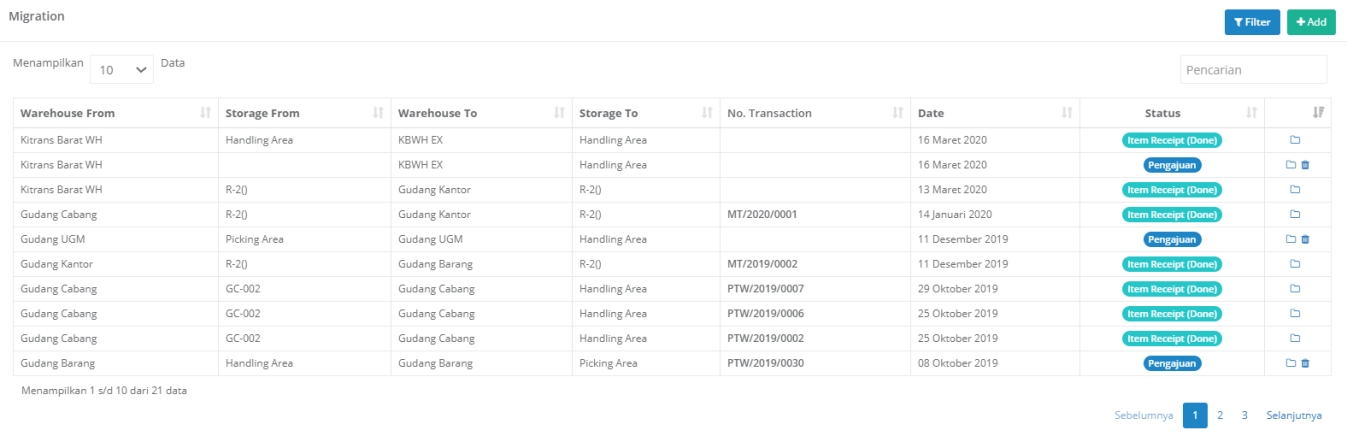 Migration
Filter
+ Add
Menampilkan 10 Data
Pencarian
Warehouse From Storage From Warehouse To Storage To No. Transaction Date Status
Kitrans Barat WH Handling Area KBWH EX Handling Area 16 Maret 2020 Item Receipt (Done)
Kitrans Barat WH KBWH EX Handling Area 16 Maret 2020 Pengajuan
Kitrans Barat WH R-2() Gudang Kantor R-2() 13 Maret 2020 Item Receipt (Done)
Gudang Cabang R-2() Gudang Kantor R-2() MT/2020/0001 14 Januari 2020 Item Receipt (Done)
Gudang UGM Picking Area Gudang UGM Handling Area 11 Desember 2019 Pengajuan
Gudang Kantor R-2() Gudang Barang R-2() MT/2019/0002 11 Desember 2019 Item Receipt (Done)
Gudang Cabang GC-002 Gudang Cabang Handling Area PTW/2019/0007 29 Oktober 2019 Item Receipt (Done)
Gudang Cabang GC-002 Gudang Cabang Handling Area PTW/2019/0006 25 Oktober 2019 Item Receipt (Done)
Gudang Cabang GC-002 Gudang Cabang Handling Area PTW/2019/0002 25 Oktober 2019 Item Receipt (Done)
Gudang Barang Handling Area Gudang Barang Picking Area PTW/2019/0030 08 Oktober 2019 Pengajuan
Menampilkan 1 s/d 10 dari 21 data
Sebelumnya 1 2 3 Selanjutnya